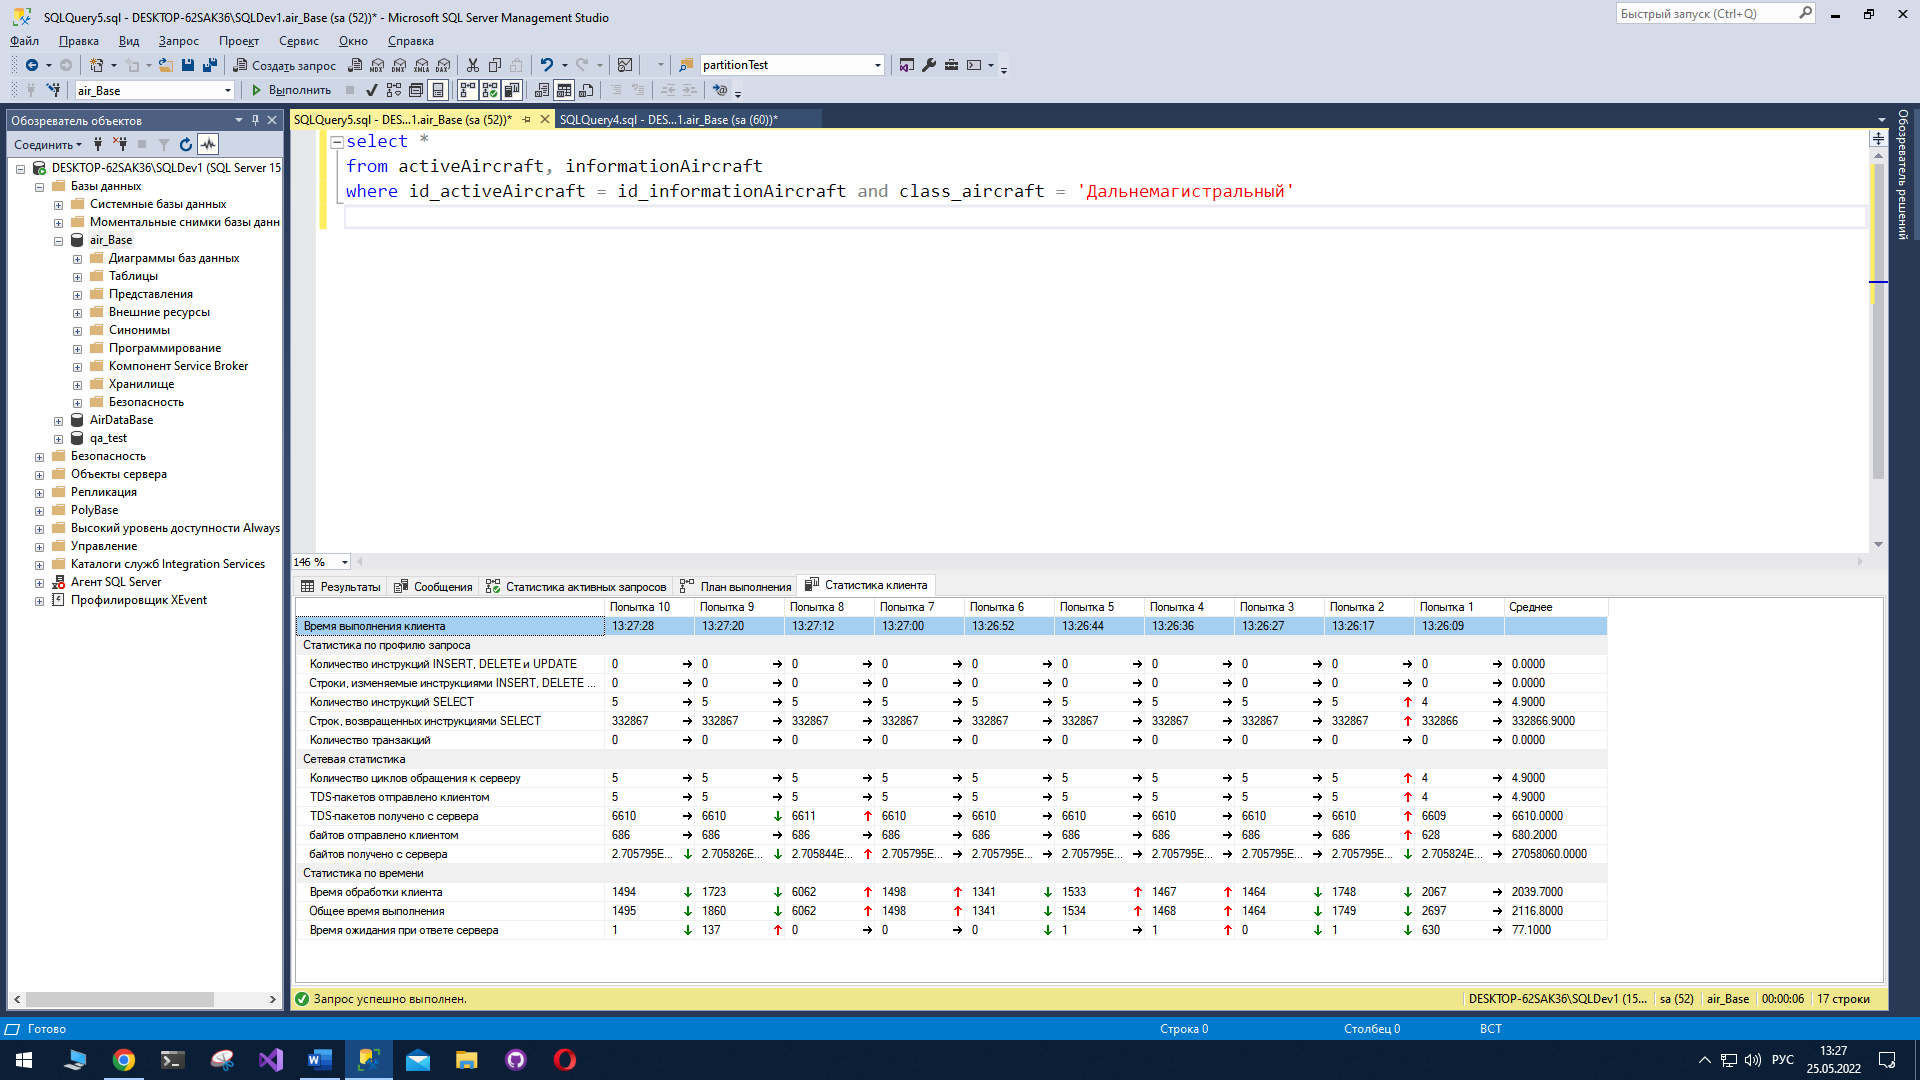 SQLQuery5.sql - DESKTOP-62SAK36\SQLDev1.air_Base (sa (52))* - Microsoft SQL Server Management Studio
Быстрый запуск (Ctrl+Q)
Файл Правка Вид Запрос Проект Сервис Окно Справка
Создать запрос MDX DMX XMLA DAX partitionTest
air_Base Выполнить
Обозреватель объектов
Соединить
DESKTOP-62SAK36\SQLDev1 (SQL Server 15
Базы данных
Системные базы данных
Моментальные снимки базы данн
air_Base
Диаграммы баз данных
Таблицы
Представления
Внешние ресурсы
Синонимы
Программирование
Компонент Service Broker
Хранилище
Безопасность
AirDataBase
qa_test
Безопасность
Объекты сервера
Репликация
PolyBase
Высокий уровень доступности Always
Управление
Каталоги служб Integration Services
Агент SQL Server
Профилировщик XEvent
SQLQuery5.sql - DES...1.air_Base (sa (52))* SQLQuery4.sql - DES...1.air_Base (sa (60))*
select *
from activeAircraft, informationAircraft
where id_activeAircraft = id_informationAircraft and class_aircraft = 'Дальнемагистральный'
Обозреватель решений
146 %
Результаты Сообщения Статистика активных запросов План выполнения Статистика клиента
Попытка 10 Попытка 9 Попытка 8 Попытка 7 Попытка 6 Попытка 5 Попытка 4 Попытка 3 Попытка 2 Попытка 1 Среднее
Время выполнения клиента 13:27:28 13:27:20 13:27:12 13:27:00 13:26:52 13:26:44 13:26:36 13:26:27 13:26:17 13:26:09
Статистика по профилю запроса
Количество инструкций INSERT, DELETE и UPDATE 0 → 0 → 0 → 0 → 0 → 0 → 0 → 0 → 0 → 0 → 0.0000
Строки, изменяемые инструкциями INSERT, DELETE ... 0 → 0 → 0 → 0 → 0 → 0 → 0 → 0 → 0 → 0 → 0.0000
Количество инструкций SELECT 5 → 5 → 5 → 5 → 5 → 5 → 5 → 5 → 5 ↑ 4 → 4.9000
Строк, возвращенных инструкциями SELECT 332867 → 332867 → 332867 → 332867 → 332867 → 332867 → 332867 → 332867 → 332867 ↑ 332866 → 332866.9000
Количество транзакций 0 → 0 → 0 → 0 → 0 → 0 → 0 → 0 → 0 → 0 → 0.0000
Сетевая статистика
Количество циклов обращения к серверу 5 → 5 → 5 → 5 → 5 → 5 → 5 → 5 → 5 ↑ 4 → 4.9000
TDS-пакетов отправлено клиентом 5 → 5 → 5 → 5 → 5 → 5 → 5 → 5 → 5 ↑ 4 → 4.9000
TDS-пакетов получено с сервера 6610 → 6610 ↓ 6611 ↑ 6610 → 6610 → 6610 → 6610 → 6610 → 6610 ↑ 6609 → 6610.0000
байтов отправлено клиентом 686 → 686 → 686 → 686 → 686 → 686 → 686 → 686 → 686 ↑ 628 → 680.2000
байтов получено с сервера 2.705795E... ↓ 2.705826E... ↓ 2.705844E... ↑ 2.705795E... → 2.705795E... → 2.705795E... → 2.705795E... → 2.705795E... → 2.705795E... ↓ 2.705824E... → 27058060.0000
Статистика по времени
Время обработки клиента 1494 ↓ 1723 ↓ 6062 ↑ 1498 ↑ 1341 ↓ 1533 ↑ 1467 ↑ 1464 ↓ 1748 ↓ 2067 → 2039.7000
Общее время выполнения 1495 ↓ 1860 ↓ 6062 ↑ 1498 ↑ 1341 ↓ 1534 ↑ 1468 ↑ 1464 ↓ 1749 ↓ 2697 → 2116.8000
Время ожидания при ответе сервера 1 ↓ 137 ↑ 0 → 0 → 0 ↓ 1 → 1 ↑ 0 ↓ 1 ↓ 630 → 77.1000
Запрос успешно выполнен. DESKTOP-62SAK36\SQLDev1 (15... sa (52) air_Base 00:00:06 17 строки
Готово Строка 0 Столбец 0 ВСТ
РУС 13:27
25.05.2022